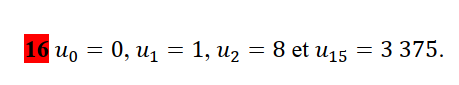 16 u₀ = 0, u₁ = 1, u₂ = 8 et u₁₅ = 3 375.